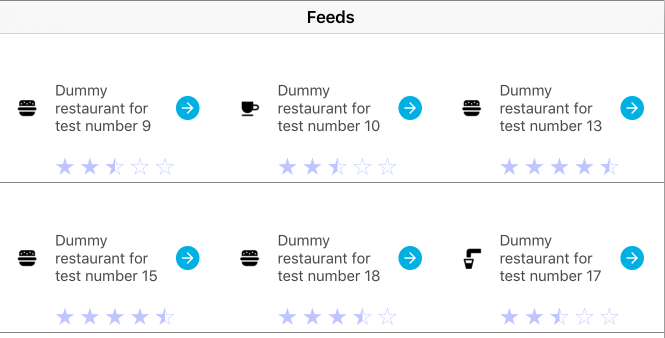 Feeds
Dummy
restaurant for
test number 9
Dummy
restaurant for
test number 10
Dummy
restaurant for
test number 13
Dummy
restaurant for
test number 15
Dummy
restaurant for
test number 18
Dummy
restaurant for
test number 17